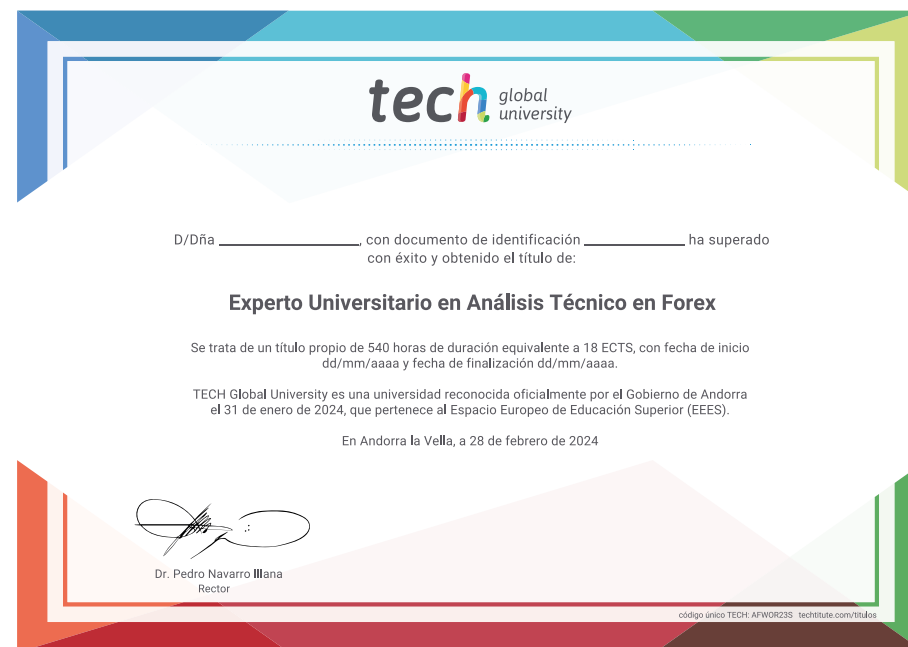 tech global university
D/Dña ____________________, con documento de identificación ______________ ha superado
con éxito y obtenido el título de:
Experto Universitario en Análisis Técnico en Forex
Se trata de un título propio de 540 horas de duración equivalente a 18 ECTS, con fecha de inicio
dd/mm/aaaa y fecha de finalización dd/mm/aaaa.
TECH Global University es una universidad reconocida oficialmente por el Gobierno de Andorra
el 31 de enero de 2024, que pertenece al Espacio Europeo de Educación Superior (EEES).
En Andorra la Vella, a 28 de febrero de 2024
Dr. Pedro Navarro Illana
Rector
código único TECH: AFWOR23S techtitute.com/titulos